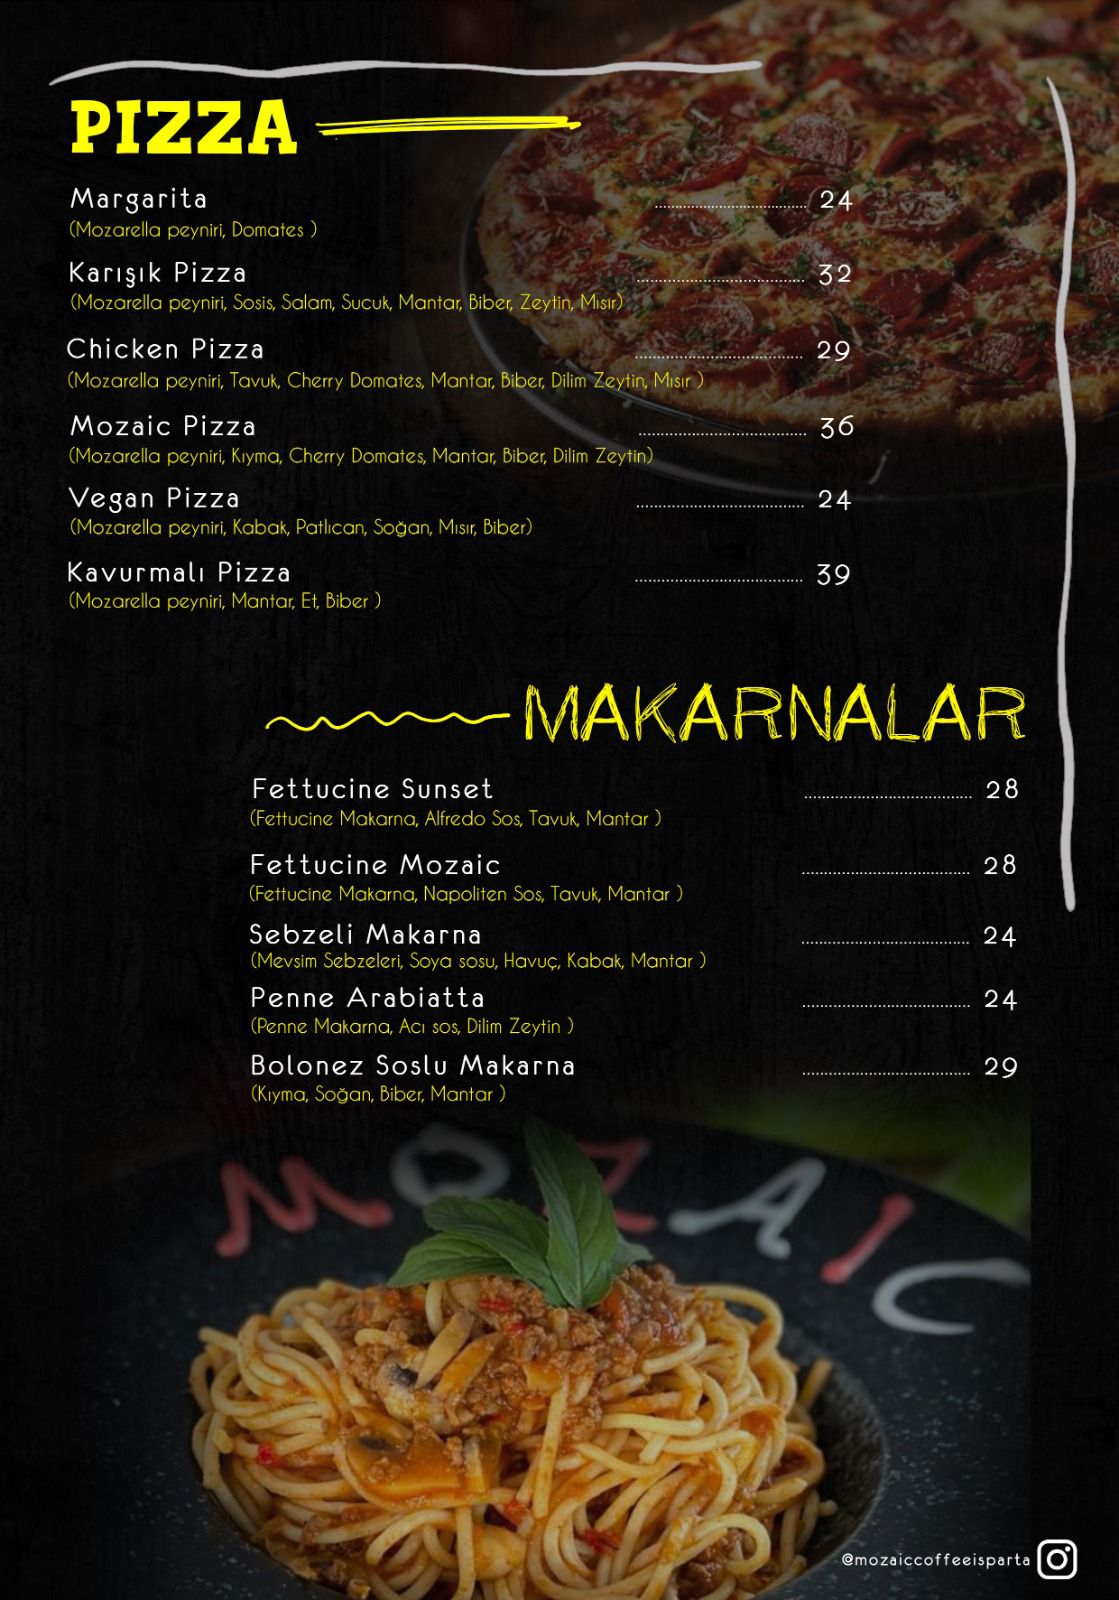 PIZZA
Margarita ........ 24
(Mozarella peyniri, Domates )
Karışık Pizza ........ 32
(Mozarella peyniri, Sosis, Salam, Sucuk, Mantar, Biber, Zeytin, Mısır)
Chicken Pizza ........ 29
(Mozarella peyniri, Tavuk, Cherry Domates, Mantar, Biber, Dilim Zeytin, Mısır )
Mozaic Pizza ........ 36
(Mozarella peyniri, Kıyma, Cherry Domates, Mantar, Biber, Dilim Zeytin)
Vegan Pizza ........ 24
(Mozarella peyniri, Kabak, Patlıcan, Soğan, Mısır, Biber)
Kavurmalı Pizza ........ 39
(Mozarella peyniri, Mantar, Et, Biber )
MAKARNALAR
Fettucine Sunset ........ 28
(Fettucine Makarna, Alfredo Sos, Tavuk, Mantar )
Fettucine Mozaic ........ 28
(Fettucine Makarna, Napoliten Sos, Tavuk, Mantar )
Sebzeli Makarna ........ 24
(Mevsim Sebzeleri, Soya sosu, Havuç, Kabak, Mantar )
Penne Arabiatta ........ 24
(Penne Makarna, Acı sos, Dilim Zeytin )
Bolonez Soslu Makarna ........ 29
(Kıyma, Soğan, Biber, Mantar )
MOZAIC
@mozaiccoffeeisparta